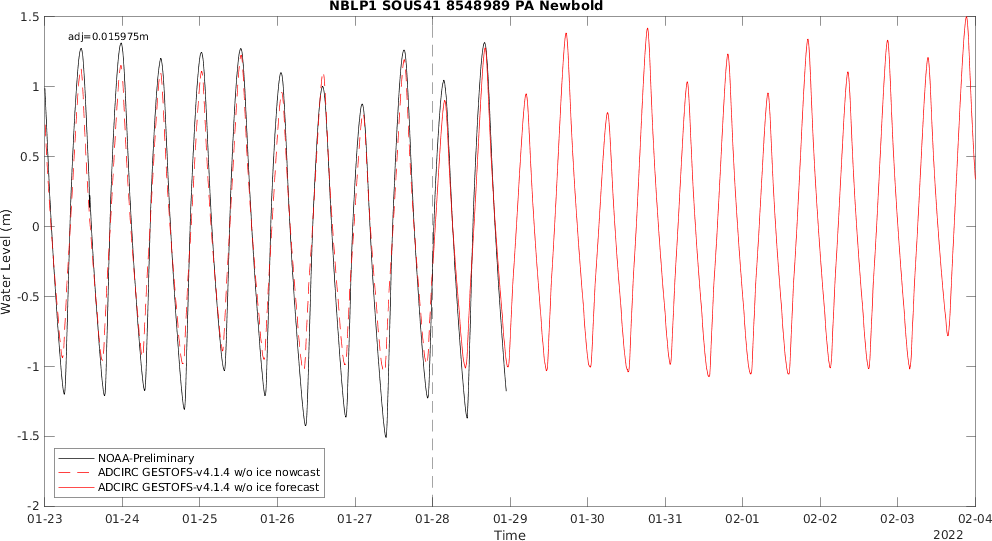 NBLP1 SOUS41 8548989 PA Newbold
adj=0.015975m
1.5
1
0.5
0
-0.5
-1
-1.5
-2
Water Level (m)
NOAA-Preliminary
ADCIRC GESTOFS-v4.1.4 w/o ice nowcast
ADCIRC GESTOFS-v4.1.4 w/o ice forecast
01-23 01-24 01-25 01-26 01-27 01-28 01-29 01-30 01-31 02-01 02-02 02-03 02-04
Time
2022